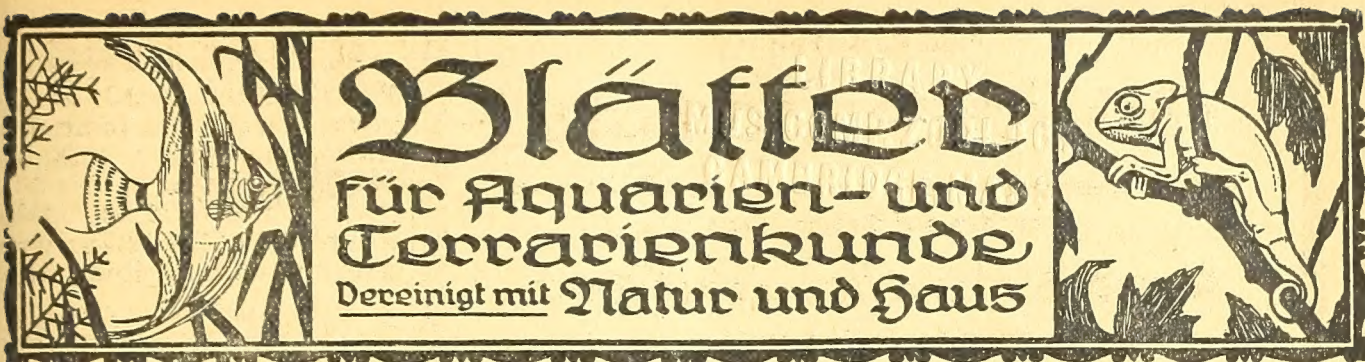 Blätter
für Aquarien- und
Terrarienkunde
Vereinigt mit Natur und Haus